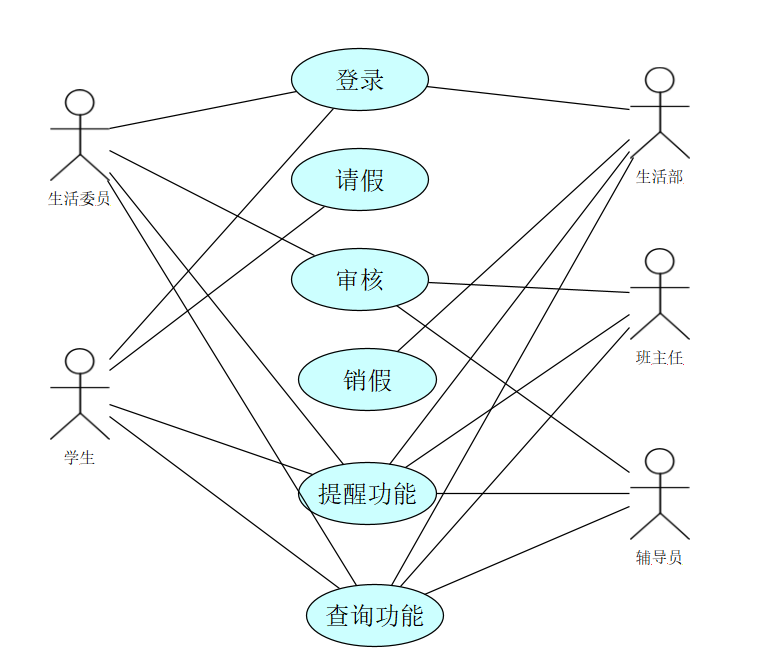 登录
生活委员
生活部
请假
审核
班主任
销假
学生
提醒功能
辅导员
查询功能